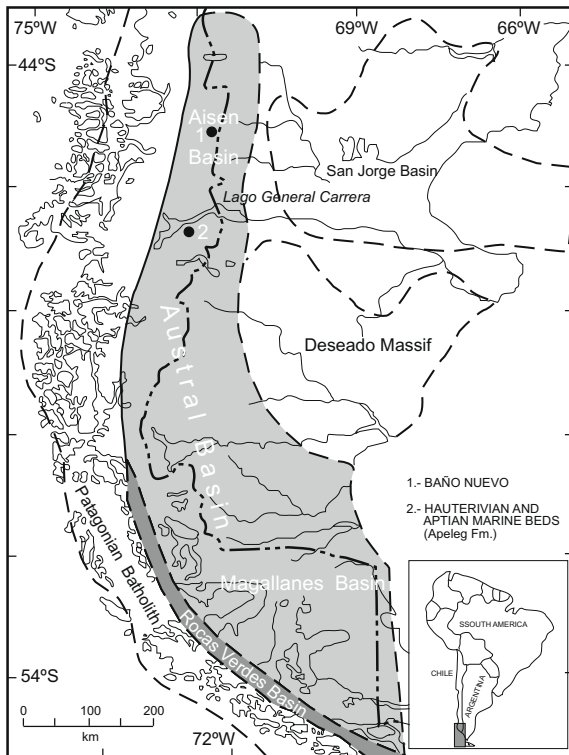 75ºW
69ºW
66ºW
44ºS
Aisen
1
Basin
San Jorge Basin
Lago General Carrera
2
Deseado Massif
Austral Basin
1.- BAÑO NUEVO
2.- HAUTERIVIAN AND
APTIAN MARINE BEDS
(Apeleg Fm.)
Patagonian Batholith
Magallanes Basin
Rocas Verdes Basin
SSOUTH AMERICA
CHILE
ARGENTINA
54ºS
0 100 200
km
72ºW